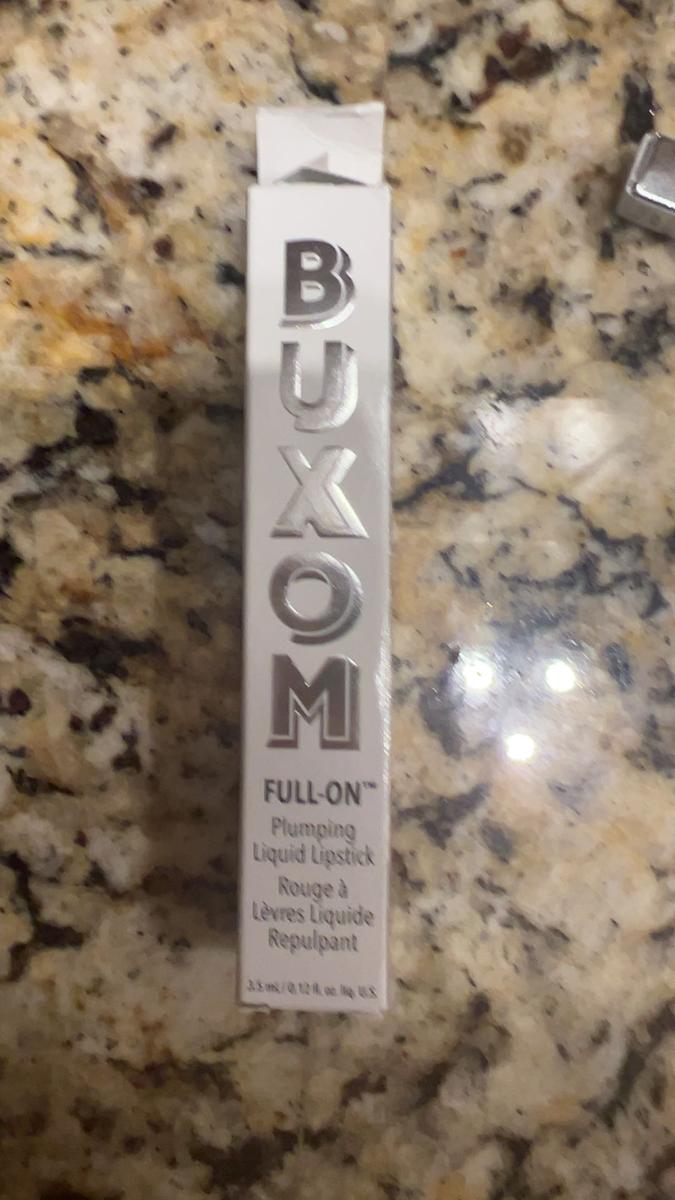 BUXOM
FULL-ON™
Plumping
Liquid Lipstick
Rouge à
Lèvres Liquide
Repulpant
3.5 mL / 0.12 fl. oz. liq. U.S.